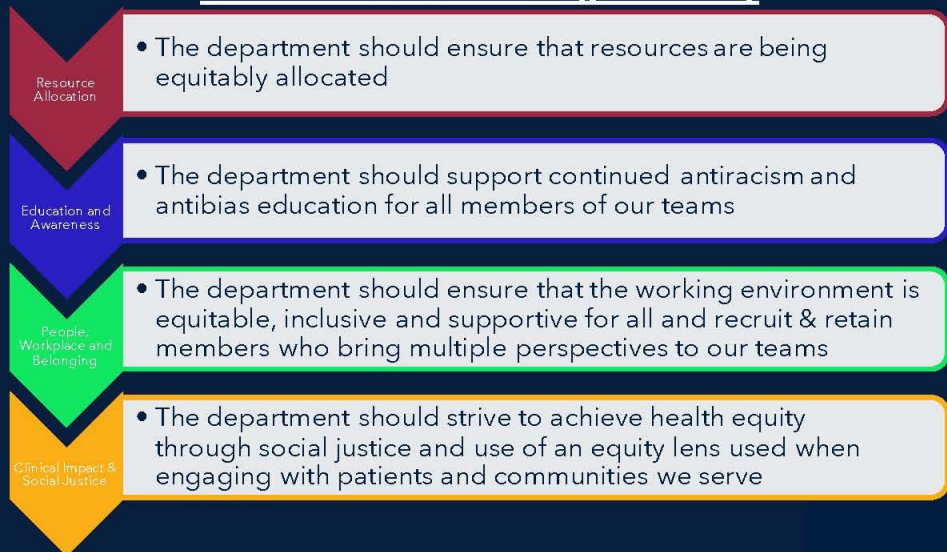 Resource
Allocation
• The department should ensure that resources are being
equitably allocated
Education and
Awareness
• The department should support continued antiracism and
antibias education for all members of our teams
People,
Workplace and
Belonging
• The department should ensure that the working environment is
equitable, inclusive and supportive for all and recruit & retain
members who bring multiple perspectives to our teams
Clinical Impact &
Social Justice
• The department should strive to achieve health equity
through social justice and use of an equity lens used when
engaging with patients and communities we serve